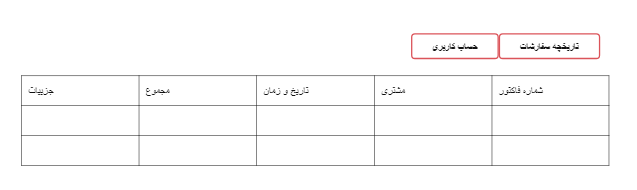 تاریخچه سفارشات حساب کاربری
شماره فاکتور مشتری تاریخ و زمان مجموع جزییات